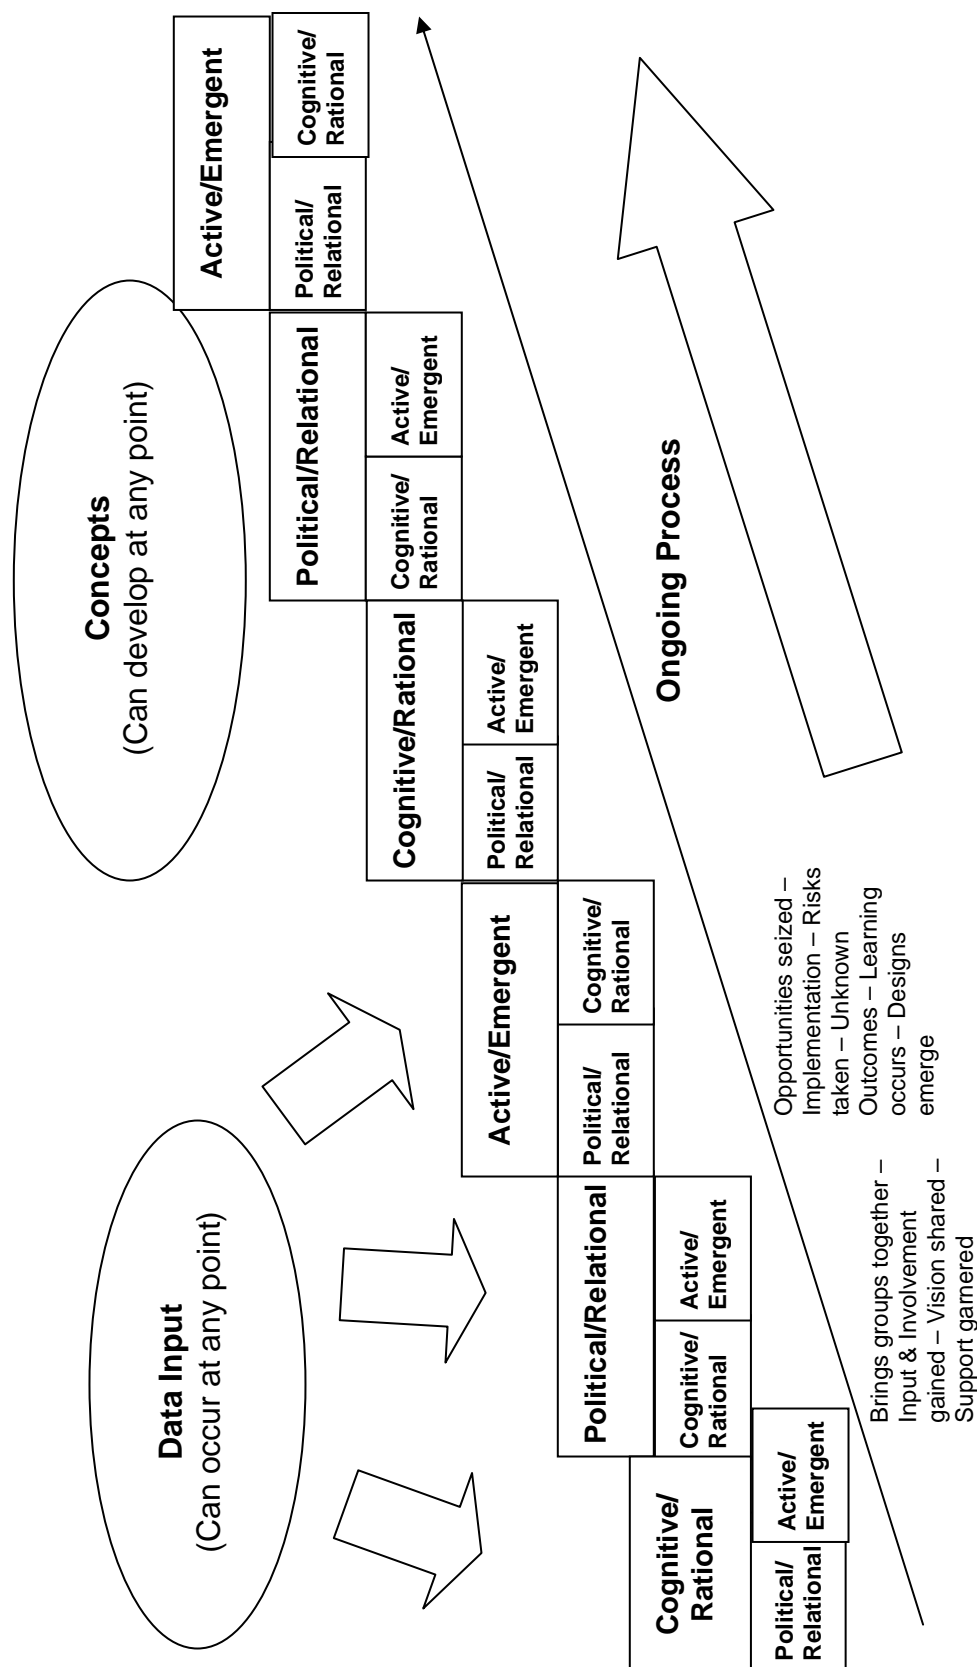 Data Input
(Can occur at any point)
Concepts
(Can develop at any point)
Cognitive/
Rational
Political/
Relational
Active/
Emergent
Political/Relational
Cognitive/
Rational
Active/
Emergent
Active/Emergent
Political/
Relational
Cognitive/
Rational
Cognitive/Rational
Political/
Relational
Active/
Emergent
Political/Relational
Cognitive/
Rational
Active/
Emergent
Active/Emergent
Political/
Relational
Cognitive/
Rational
Ongoing Process
Brings groups together –
Input & Involvement
gained – Vision shared –
Support garnered
Opportunities seized –
Implementation – Risks
taken – Unknown
Outcomes – Learning
occurs – Designs
emerge